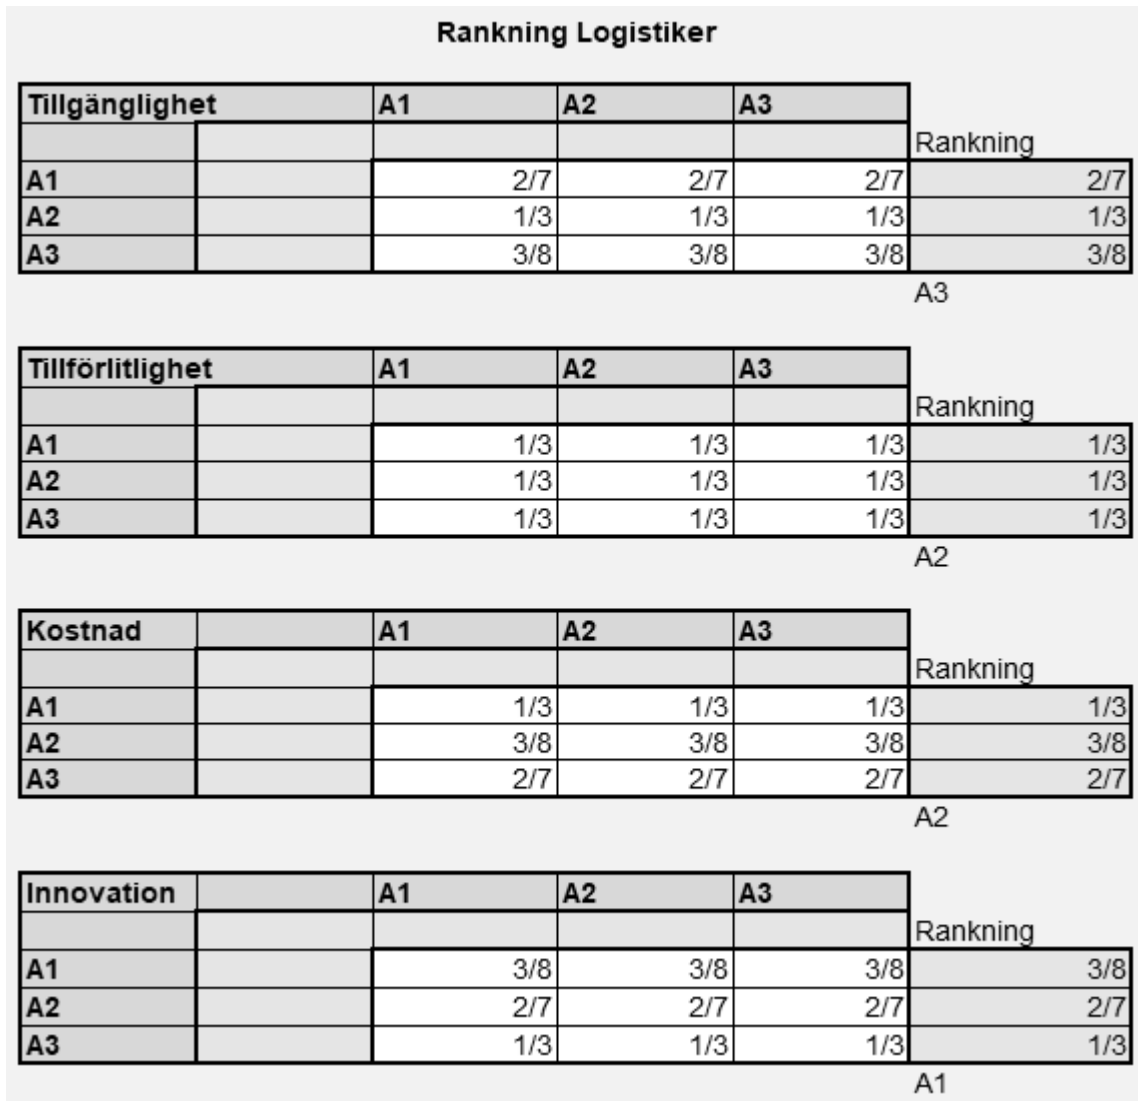 Rankning Logistiker
Tillgänglighet A1 A2 A3
Rankning
A1 2/7 2/7 2/7 2/7
A2 1/3 1/3 1/3 1/3
A3 3/8 3/8 3/8 3/8
A3
Tillförlitlighet A1 A2 A3
Rankning
A1 1/3 1/3 1/3 1/3
A2 1/3 1/3 1/3 1/3
A3 1/3 1/3 1/3 1/3
A2
Kostnad A1 A2 A3
Rankning
A1 1/3 1/3 1/3 1/3
A2 3/8 3/8 3/8 3/8
A3 2/7 2/7 2/7 2/7
A2
Innovation A1 A2 A3
Rankning
A1 3/8 3/8 3/8 3/8
A2 2/7 2/7 2/7 2/7
A3 1/3 1/3 1/3 1/3
A1